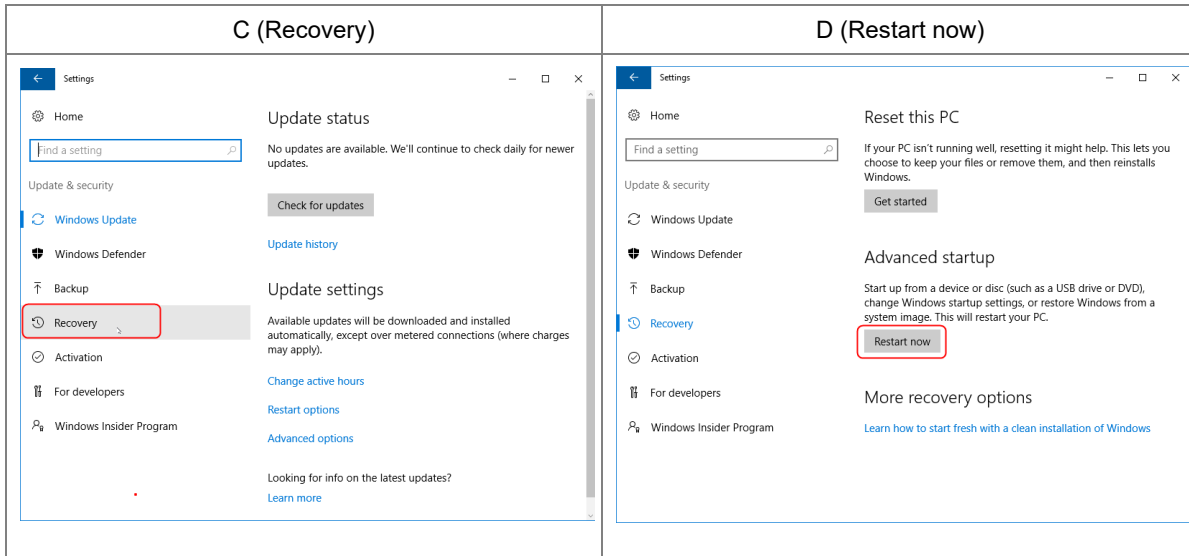 C (Recovery)
D (Restart now)
Settings
Home
Find a setting
Update & security
Windows Update
Windows Defender
Backup
Recovery
Activation
For developers
Windows Insider Program
Update status
No updates are available. We'll continue to check daily for newer
updates.
Check for updates
Update history
Update settings
Available updates will be downloaded and installed
automatically, except over metered connections (where charges
may apply).
Change active hours
Restart options
Advanced options
Looking for info on the latest updates?
Learn more
Settings
Home
Find a setting
Update & security
Windows Update
Windows Defender
Backup
Recovery
Activation
For developers
Windows Insider Program
Reset this PC
If your PC isn't running well, resetting it might help. This lets you
choose to keep your files or remove them, and then reinstalls
Windows.
Get started
Advanced startup
Start up from a device or disc (such as a USB drive or DVD),
change Windows startup settings, or restore Windows from a
system image. This will restart your PC.
Restart now
More recovery options
Learn how to start fresh with a clean installation of Windows